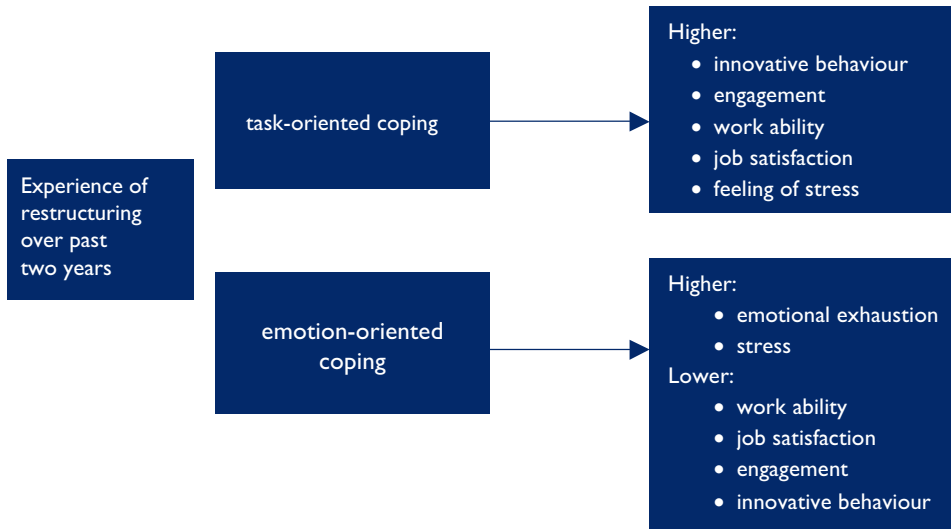 Experience of
restructuring
over past
two years
task-oriented coping
Higher:
• innovative behaviour
• engagement
• work ability
• job satisfaction
• feeling of stress
emotion-oriented
coping
Higher:
• emotional exhaustion
• stress
Lower:
• work ability
• job satisfaction
• engagement
• innovative behaviour